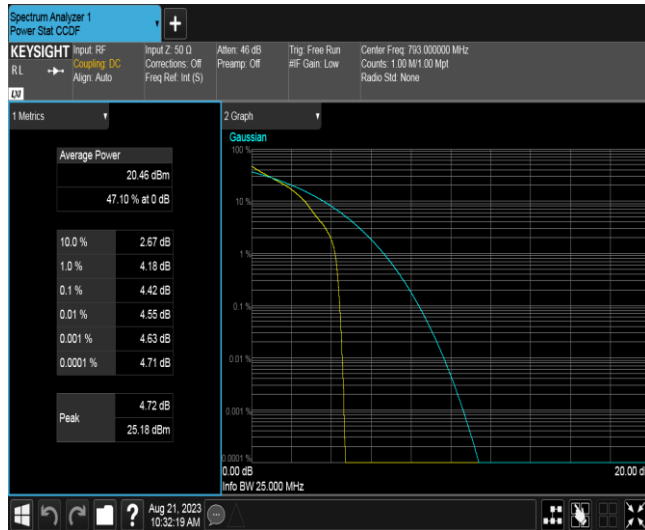 Spectrum Analyzer 1
Power Stat CCDF
+
KEYSIGHT
RL
LXI
Input: RF
Coupling: DC
Align: Auto
Input Z: 50 Ω
Corrections: Off
Freq Ref: Int (S)
Atten: 46 dB
Preamp: Off
Trig: Free Run
#IF Gain: Low
Center Freq: 793.000000 MHz
Counts: 1.00 M/1.00 Mpt
Radio Std: None
1 Metrics
Average Power
20.46 dBm
47.10 % at 0 dB
10.0 % 2.67 dB
1.0 % 4.18 dB
0.1 % 4.42 dB
0.01 % 4.55 dB
0.001 % 4.63 dB
0.0001 % 4.71 dB
Peak
4.72 dB
25.18 dBm
2 Graph
Gaussian
100 %
10 %
1 %
0.1 %
0.01 %
0.001 %
0.0001 %
0.00 dB 20.00 d
Info BW 25.000 MHz
?
Aug 21, 2023
10:32:19 AM